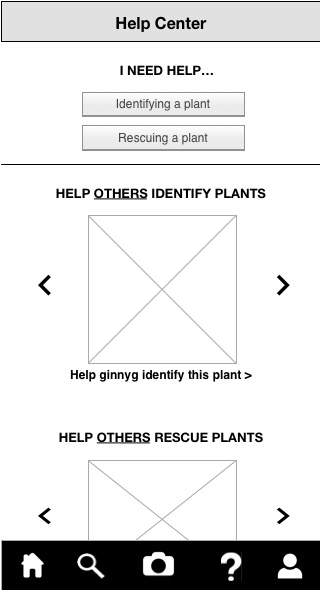 Help Center
I NEED HELP...
Identifying a plant
Rescuing a plant
HELP OTHERS IDENTIFY PLANTS
Help ginnyg identify this plant >
HELP OTHERS RESCUE PLANTS
?